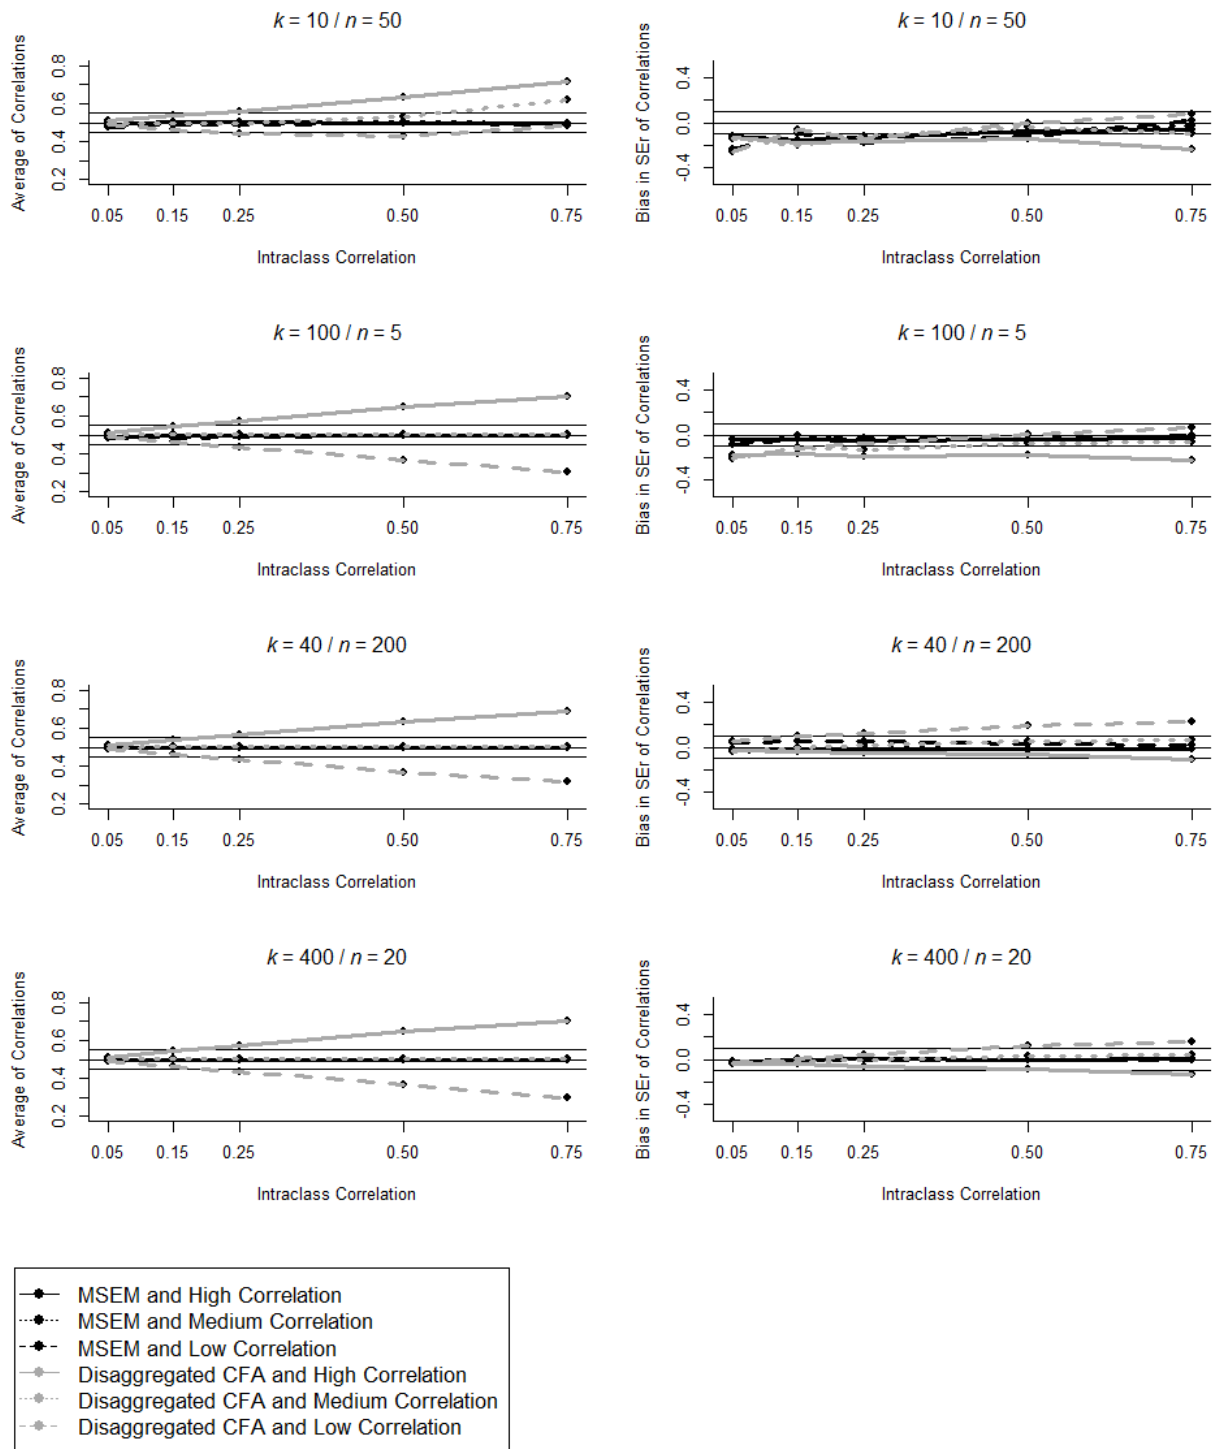 k = 10 / n = 50
Average of Correlations
0.2 0.4 0.6 0.8
0.05 0.15 0.25 0.50 0.75
Intraclass Correlation
k = 10 / n = 50
Bias in SEr of Correlations
-0.4 0.0 0.4
0.05 0.15 0.25 0.50 0.75
Intraclass Correlation
k = 100 / n = 5
Average of Correlations
0.2 0.4 0.6 0.8
0.05 0.15 0.25 0.50 0.75
Intraclass Correlation
k = 100 / n = 5
Bias in SEr of Correlations
-0.4 0.0 0.4
0.05 0.15 0.25 0.50 0.75
Intraclass Correlation
k = 40 / n = 200
Average of Correlations
0.2 0.4 0.6 0.8
0.05 0.15 0.25 0.50 0.75
Intraclass Correlation
k = 40 / n = 200
Bias in SEr of Correlations
-0.4 0.0 0.4
0.05 0.15 0.25 0.50 0.75
Intraclass Correlation
k = 400 / n = 20
Average of Correlations
0.2 0.4 0.6 0.8
0.05 0.15 0.25 0.50 0.75
Intraclass Correlation
k = 400 / n = 20
Bias in SEr of Correlations
-0.4 0.0 0.4
0.05 0.15 0.25 0.50 0.75
Intraclass Correlation
MSEM and High Correlation
MSEM and Medium Correlation
MSEM and Low Correlation
Disaggregated CFA and High Correlation
Disaggregated CFA and Medium Correlation
Disaggregated CFA and Low Correlation